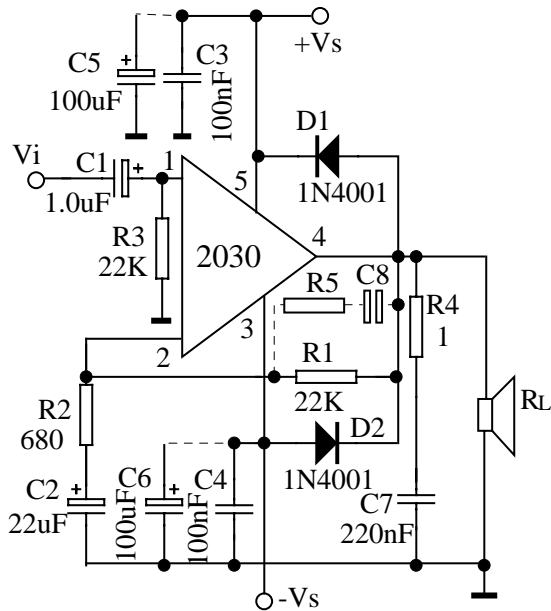 +Vs
C5
100uF
C3
100nF
D1
1N4001
Vi
C1
1.0uF
1
5
4
R3
22K
2030
R5
C8
R4
1
3
2
R1
22K
R2
680
RL
D2
1N4001
C2
22uF
C6
100uF
C4
100nF
C7
220nF
-Vs